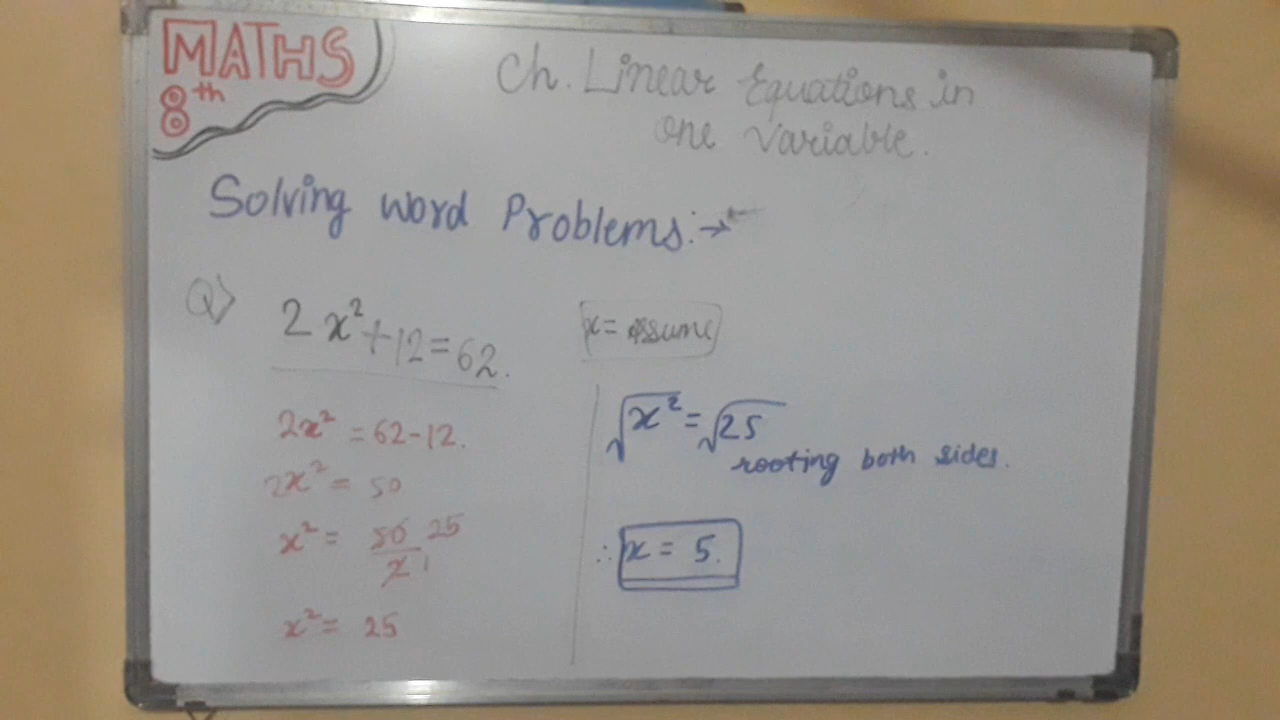 MATHS
8th
Ch. Linear Equations in
one Variable.
Solving word Problems:→
Q>
2x²+12=62.
x= assume
2x² = 62-12.
2x² = 50
x² = 50/2 25 1
x² = 25
√x² = √25
rooting both sides.
∴ x = 5.